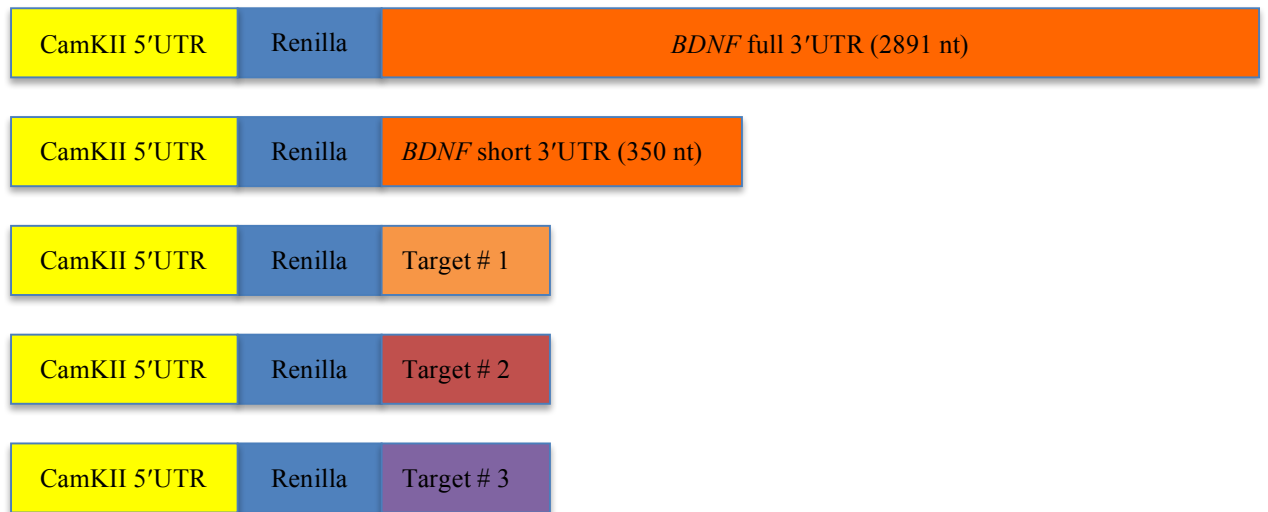 CamKII 5′UTR Renilla BDNF full 3′UTR (2891 nt)
CamKII 5′UTR Renilla BDNF short 3′UTR (350 nt)
CamKII 5′UTR Renilla Target # 1
CamKII 5′UTR Renilla Target # 2
CamKII 5′UTR Renilla Target # 3